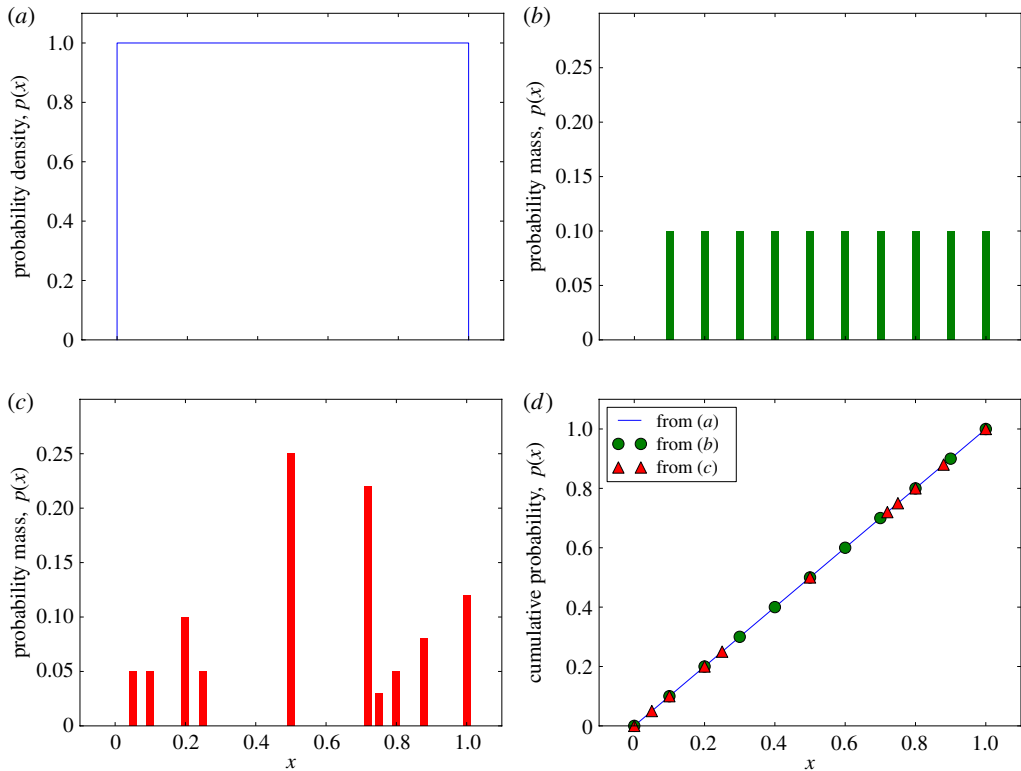 (a)
1.0
0.8
0.6
0.4
0.2
0
probability density, p(x)
(b)
0.25
0.20
0.15
0.10
0.05
0
probability mass, p(x)
(c)
0.25
0.20
0.15
0.10
0.05
0
probability mass, p(x)
0 0.2 0.4 0.6 0.8 1.0
x
(d)
from (a)
from (b)
from (c)
1.0
0.8
0.6
0.4
0.2
0
cumulative probability, p(x)
0 0.2 0.4 0.6 0.8 1.0
x